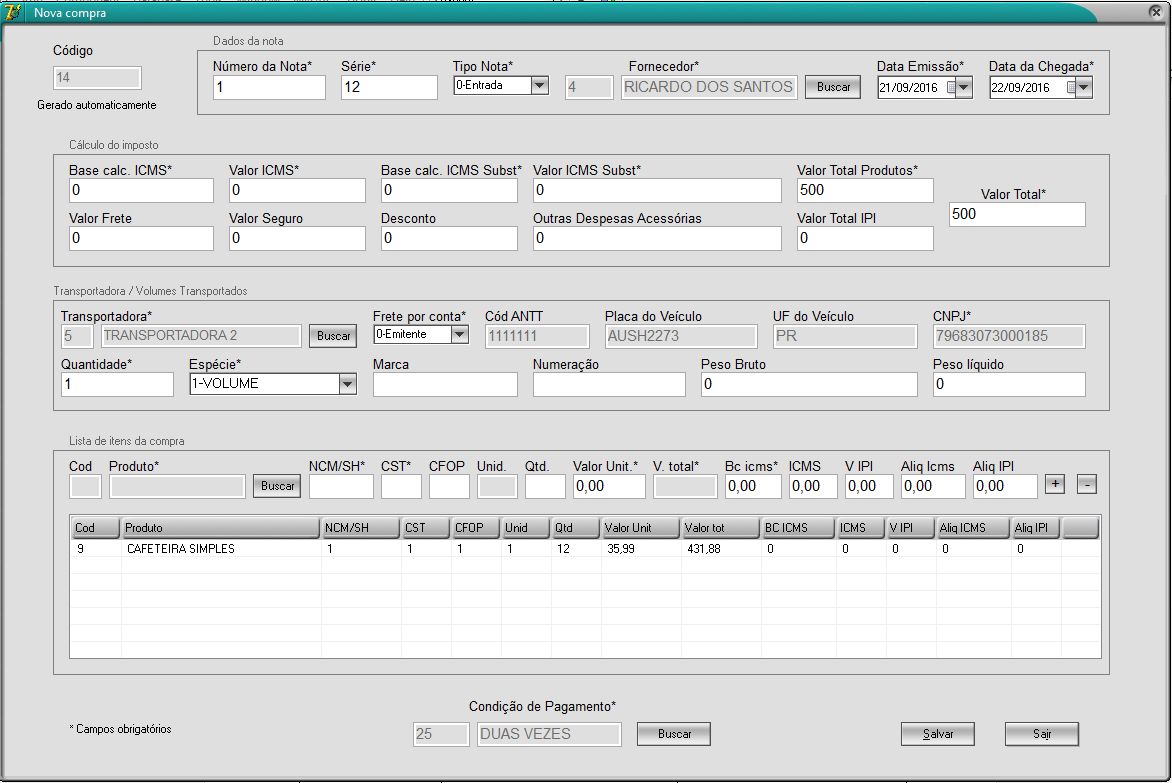 Nova compra
Código
14
Gerado automaticamente
Dados da nota
Número da Nota* Série* Tipo Nota* Fornecedor* Data Emissão* Data da Chegada*
1 12 0-Entrada 4 RICARDO DOS SANTOS Buscar 21/09/2016 22/09/2016
Cálculo do imposto
Base calc. ICMS* Valor ICMS* Base calc. ICMS Subst* Valor ICMS Subst* Valor Total Produtos* Valor Total*
0 0 0 0 500 500
Valor Frete Valor Seguro Desconto Outras Despesas Acessórias Valor Total IPI
0 0 0 0 0
Transportadora / Volumes Transportados
Transportadora* Frete por conta* Cód ANTT Placa do Veículo UF do Veículo CNPJ*
5 TRANSPORTADORA 2 Buscar 0-Emitente 1111111 AUSH2273 PR 79683073000185
Quantidade* Espécie* Marca Numeração Peso Bruto Peso líquido
1 1-VOLUME 0 0
Lista de itens da compra
Cod Produto* NCM/SH* CST* CFOP Unid. Qtd. Valor Unit.* V. total* Bc icms* ICMS V IPI Aliq Icms Aliq IPI
Buscar 0,00 0,00 0,00 0,00 0,00 0,00 + -
Cod Produto NCM/SH CST CFOP Unid Qtd Valor Unit Valor tot BC ICMS ICMS V IPI Aliq ICMS Aliq IPI
9 CAFETEIRA SIMPLES 1 1 1 1 12 35,99 431,88 0 0 0 0 0
Condição de Pagamento*
* Campos obrigatórios 25 DUAS VEZES Buscar Salvar Sair